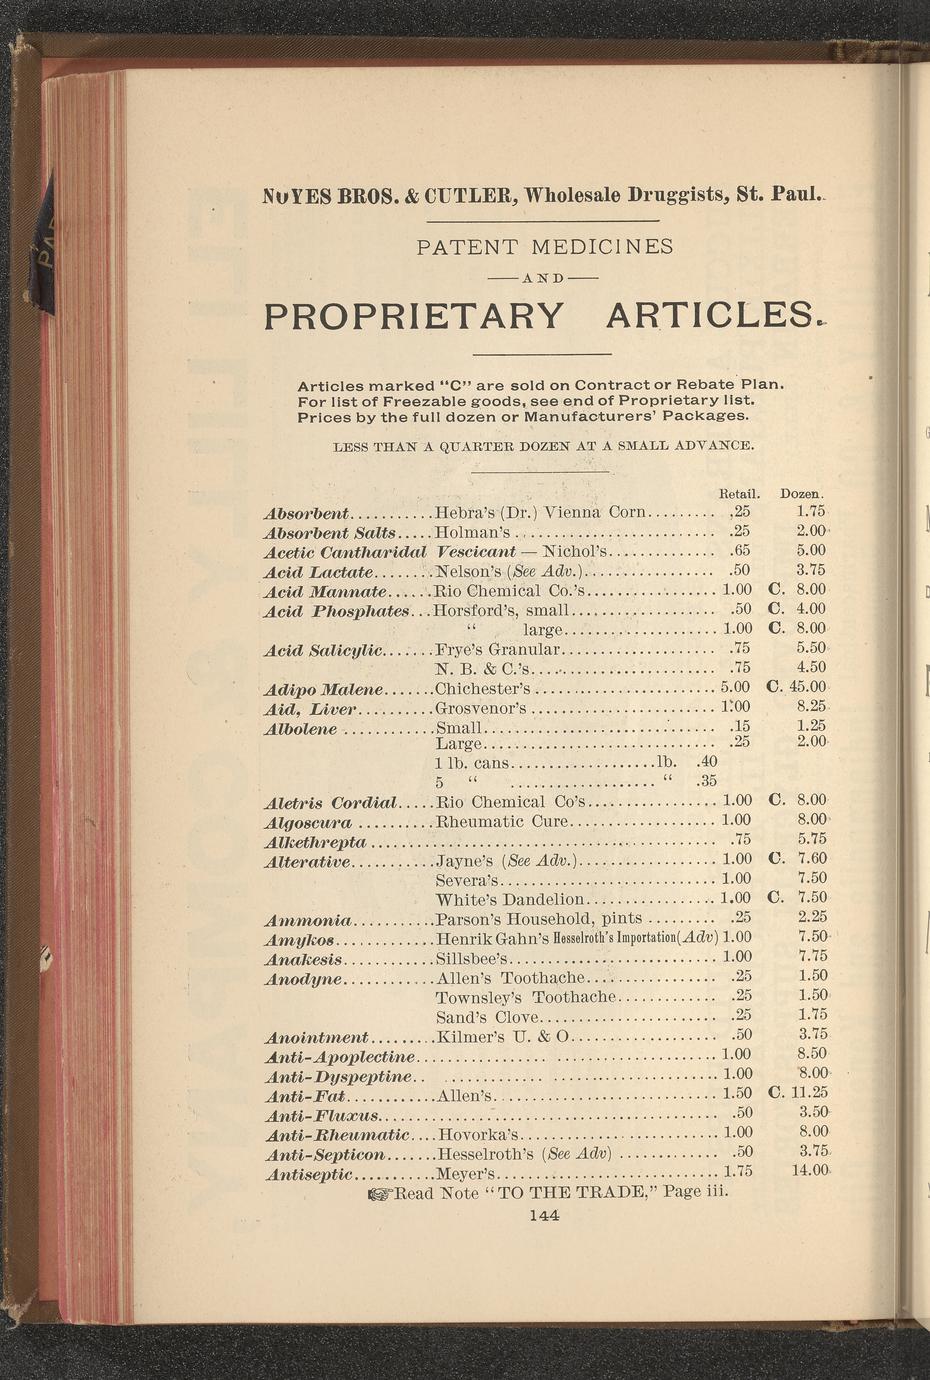 NOYES BROS. & CUTLER, Wholesale Druggists, St. Paul.
PATENT MEDICINES
—AND—
PROPRIETARY ARTICLES.
Articles marked "C" are sold on Contract or Rebate Plan.
For list of Freezable goods, see end of Proprietary list.
Prices by the full dozen or Manufacturers' Packages.
LESS THAN A QUARTER DOZEN AT A SMALL ADVANCE.
Retail. Dozen.
Absorbent..........Hebra's (Dr.) Vienna Corn......... .25 1.75
Absorbent Salts.....Holman's.......................... .25 2.00
Acetic Cantharidal Vescicant — Nichol's............. .65 5.00
Acid Lactate........Nelson's (See Adv.)................ .50 3.75
Acid Mannate......Rio Chemical Co.'s................ 1.00 C. 8.00
Acid Phosphates...Horsford's, small.................. .50 C. 4.00
" large.................... 1.00 C. 8.00
Acid Salicylic.......Frye's Granular.................... .75 5.50
N. B. & C.'s........................ .75 4.50
Adipo Malene.......Chichester's........................ 5.00 C. 45.00
Aid, Liver..........Grosvenor's ........................ 1.00 8.25
Albolene ............Small.............................. .15 1.25
Large.............................. .25 2.00
1 lb. cans...................lb. .40
5 " .................... " .35
Aletris Cordial.....Rio Chemical Co's................. 1.00 C. 8.00
Algoscura ..........Rheumatic Cure................... 1.00 8.00
Alkethrepta ............................................. .75 5.75
Alterative...........Jayne's (See Adv.).................. 1.00 C. 7.60
Severa's............................ 1.00 7.50
White's Dandelion................. 1.00 C. 7.50
Ammonia..........Parson's Household, pints ......... .25 2.25
Amykos............Henrik Gahn's Hesselroth's Importation(Adv) 1.00 7.50
Anakesis............Sillsbee's........................... 1.00 7.75
Anodyne............Allen's Toothache................. .25 1.50
Townsley's Toothache............. .25 1.50
Sand's Clove....................... .25 1.75
Anointment.........Kilmer's U. & O................... .50 3.75
Anti-Apoplectine...................................... 1.00 8.50
Anti-Dyspeptine.. .................................. 1.00 8.00
Anti-Fat............Allen's............................. 1.50 C. 11.25
Anti-Fluxus............................................ .50 3.50
Anti-Rheumatic....Hovorka's......................... 1.00 8.00
Anti-Septicon.......Hesselroth's (See Adv) ............. .50 3.75
Antiseptic...........Meyer's............................ 1.75 14.00
☞Read Note "TO THE TRADE," Page iii.
144